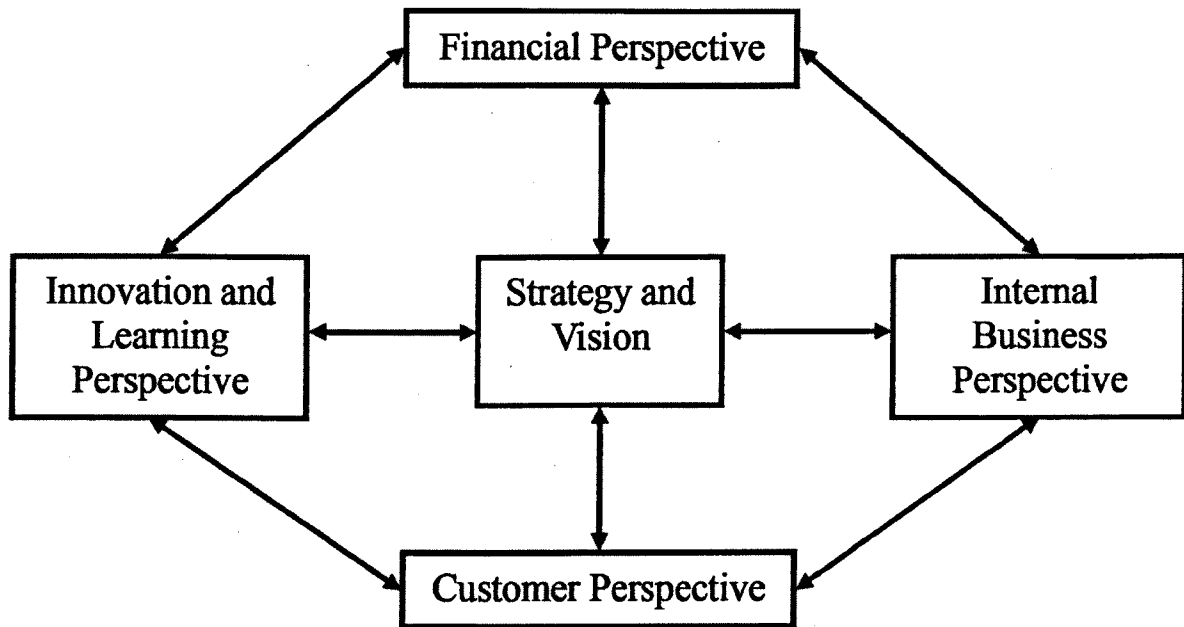 Financial Perspective
Innovation and
Learning
Perspective
Strategy and
Vision
Internal
Business
Perspective
Customer Perspective